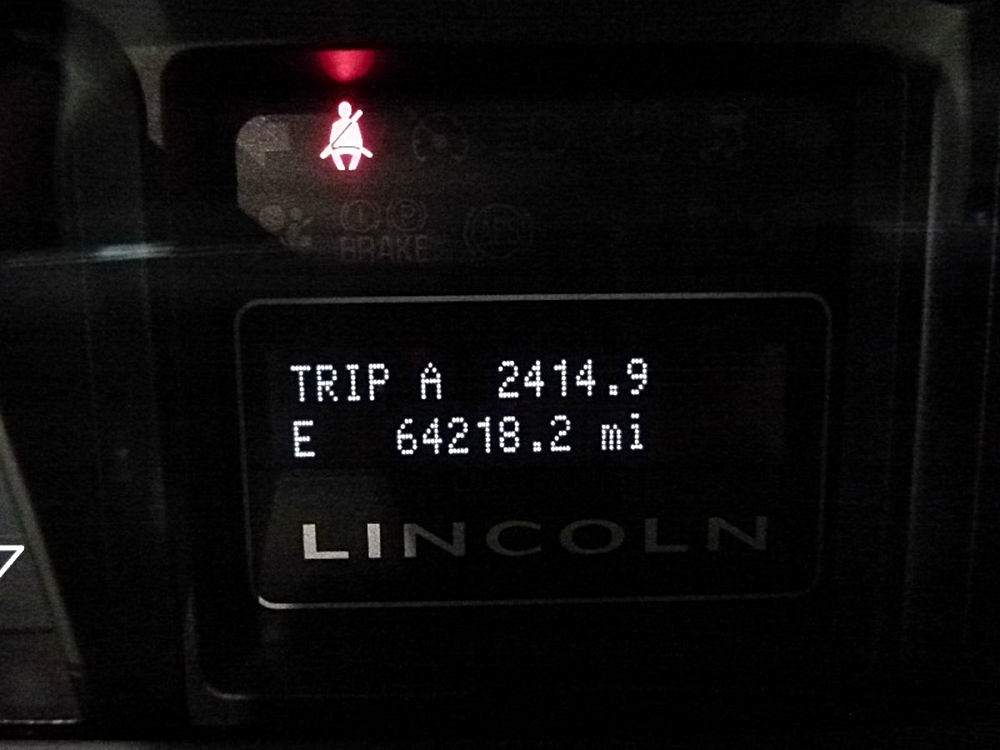 BRAKE
TRIP A 2414.9
E 64218.2 mi
LINCOLN